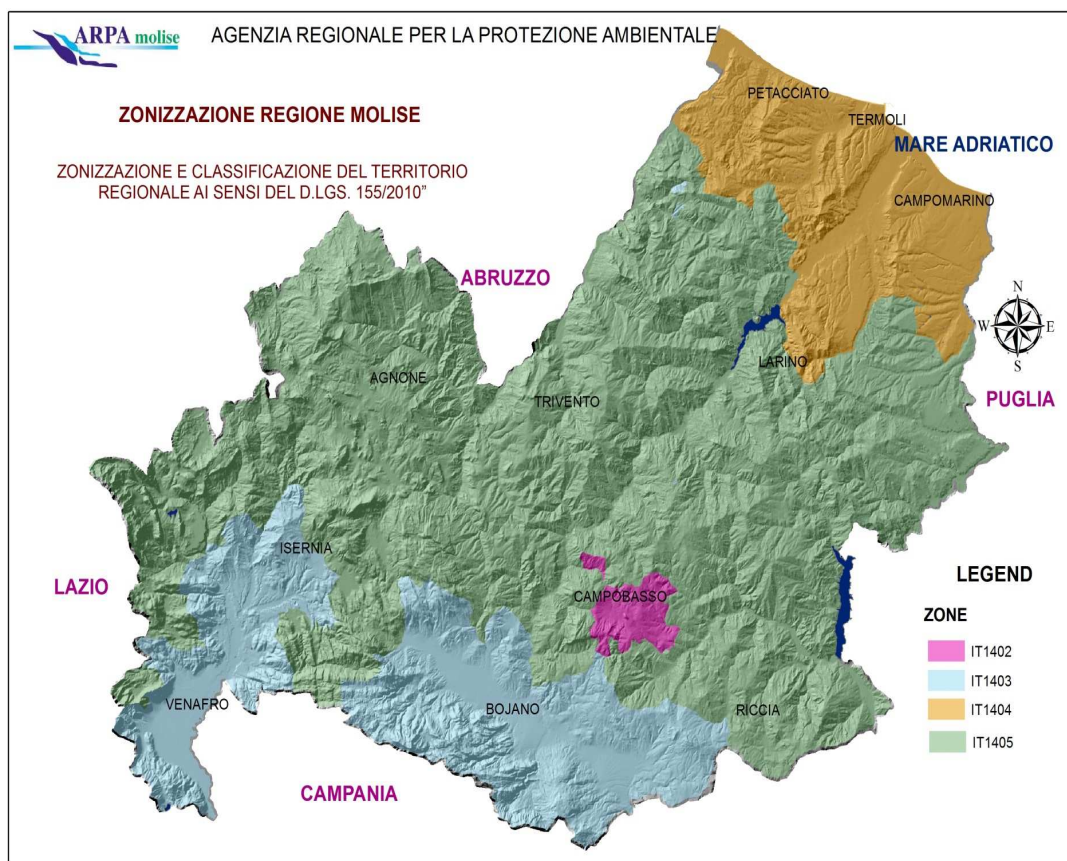 ARPA molise
AGENZIA REGIONALE PER LA PROTEZIONE AMBIENTALE
ZONIZZAZIONE REGIONE MOLISE
ZONIZZAZIONE E CLASSIFICAZIONE DEL TERRITORIO
REGIONALE AI SENSI DEL D.LGS. 155/2010”
PETACCIATO
TERMOLI
MARE ADRIATICO
CAMPOMARINO
ABRUZZO
N
W
E
S
LARINO
AGNONE
TRIVENTO
PUGLIA
ISERNIA
LAZIO
CAMPOBASSO
VENAFRO
BOJANO
RICCIA
CAMPANIA
LEGEND
ZONE
IT1402
IT1403
IT1404
IT1405